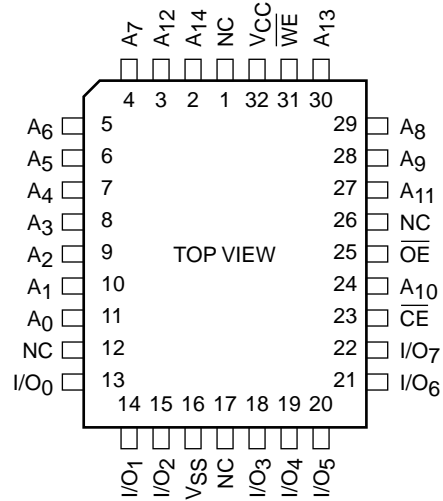 A7 A12 A14 NC VCC W̅E̅ A13
4 3 2 1 32 31 30
A6 5 29 A8
A5 6 28 A9
A4 7 27 A11
A3 8 26 NC
A2 9 TOP VIEW 25 O̅E̅
A1 10 24 A10
A0 11 23 C̅E̅
NC 12 22 I/O7
I/O0 13 21 I/O6
14 15 16 17 18 19 20
I/O1 I/O2 VSS NC I/O3 I/O4 I/O5